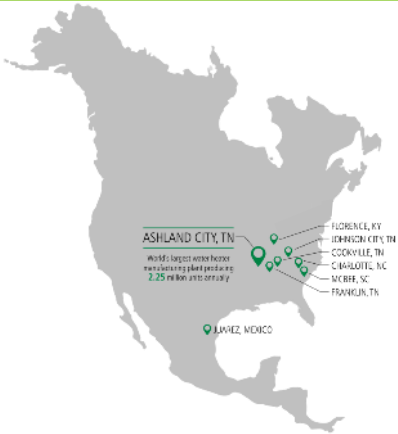 ASHLAND CITY, TN
World's largest water heater
manufacturing plant producing
2.25 million units annually
FLORENCE, KY
JOHNSON CITY, TN
COOKVILLE, TN
CHARLOTTE, NC
MCBEE, SC
FRANKLIN, TN
JUAREZ, MEXICO